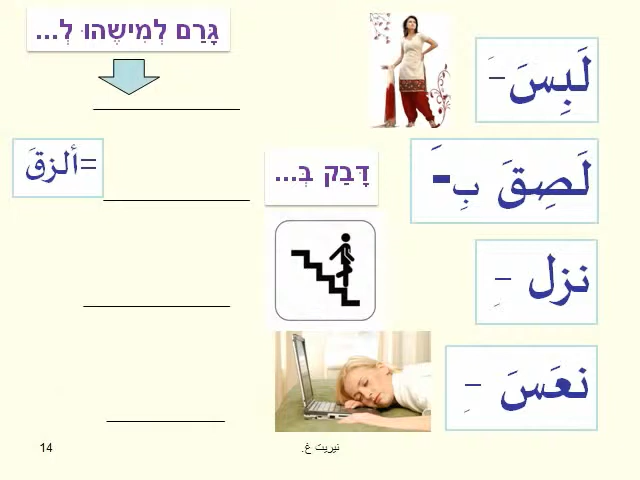 גָּרַם לְמִישֶׁהוּ לְ...
لَبِسَ –َ
=ألزقَ
דָּבַק בְּ...
لَصِقَ بِ -َ
نزل –ِ
نعَسَ –ِ
14
نيريت غ.